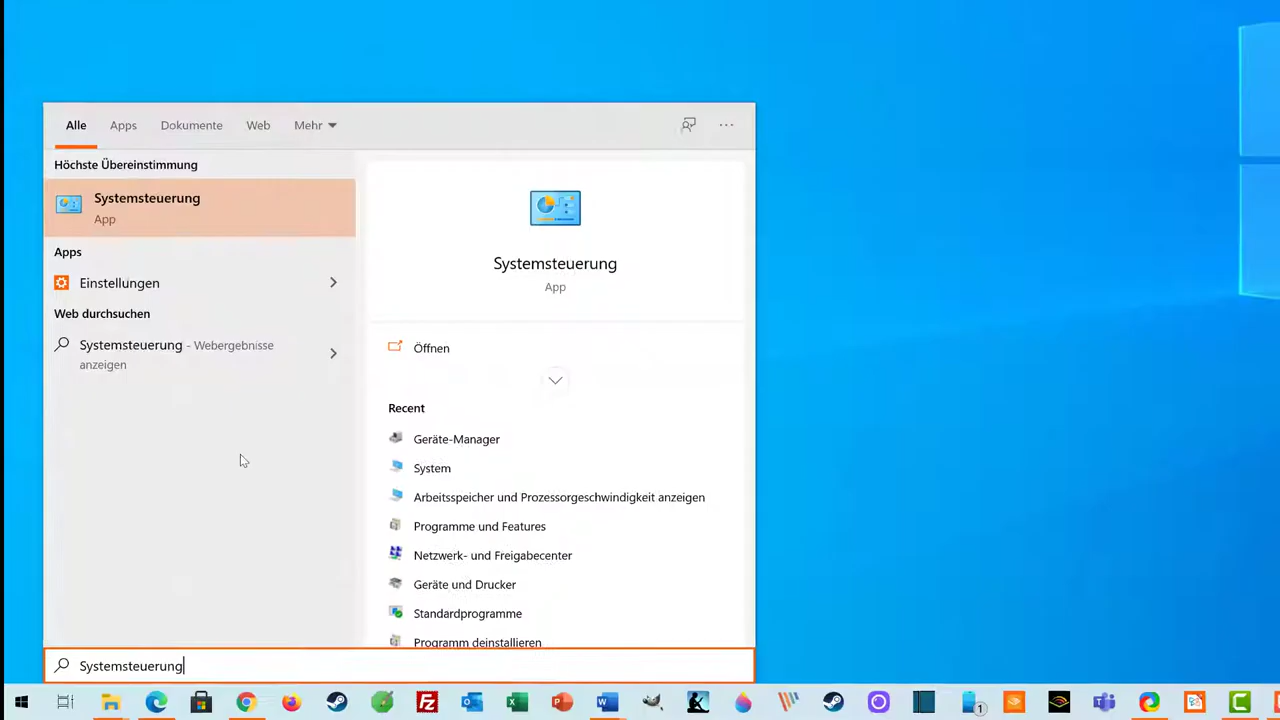 Alle Apps Dokumente Web Mehr
Höchste Übereinstimmung
Systemsteuerung
App
Apps
Einstellungen
Web durchsuchen
Systemsteuerung - Webergebnisse
anzeigen
Systemsteuerung
App
Öffnen
Recent
Geräte-Manager
System
Arbeitsspeicher und Prozessorgeschwindigkeit anzeigen
Programme und Features
Netzwerk- und Freigabecenter
Geräte und Drucker
Standardprogramme
Programm deinstallieren
Systemsteuerung
1